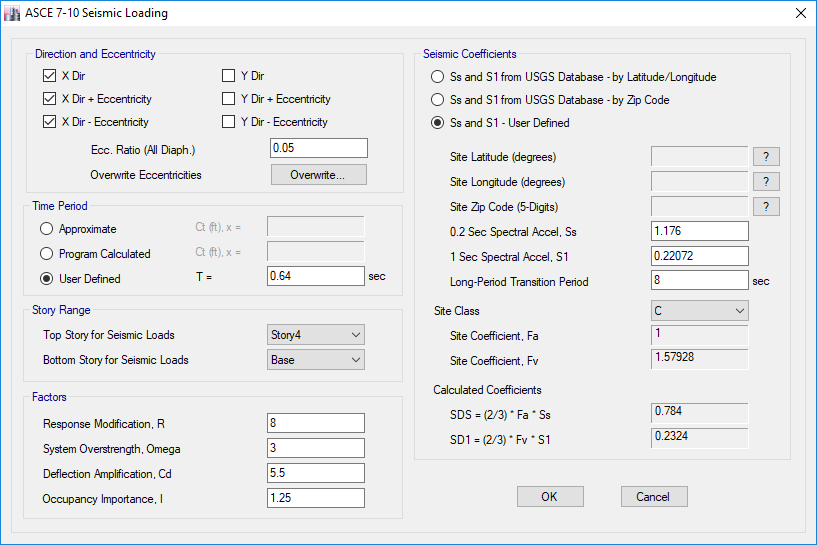 ASCE 7-10 Seismic Loading
Direction and Eccentricity
X Dir
Y Dir
X Dir + Eccentricity
Y Dir + Eccentricity
X Dir - Eccentricity
Y Dir - Eccentricity
Ecc. Ratio (All Diaph.)
0.05
Overwrite Eccentricities
Overwrite...
Time Period
Approximate
Ct (ft), x =
Program Calculated
Ct (ft), x =
User Defined
T =
0.64
sec
Story Range
Top Story for Seismic Loads
Story4
Bottom Story for Seismic Loads
Base
Factors
Response Modification, R
8
System Overstrength, Omega
3
Deflection Amplification, Cd
5.5
Occupancy Importance, I
1.25
Seismic Coefficients
Ss and S1 from USGS Database - by Latitude/Longitude
Ss and S1 from USGS Database - by Zip Code
Ss and S1 - User Defined
Site Latitude (degrees)
?
Site Longitude (degrees)
?
Site Zip Code (5-Digits)
?
0.2 Sec Spectral Accel, Ss
1.176
1 Sec Spectral Accel, S1
0.22072
Long-Period Transition Period
8
sec
Site Class
C
Site Coefficient, Fa
1
Site Coefficient, Fv
1.57928
Calculated Coefficients
SDS = (2/3) * Fa * Ss
0.784
SD1 = (2/3) * Fv * S1
0.2324
OK
Cancel